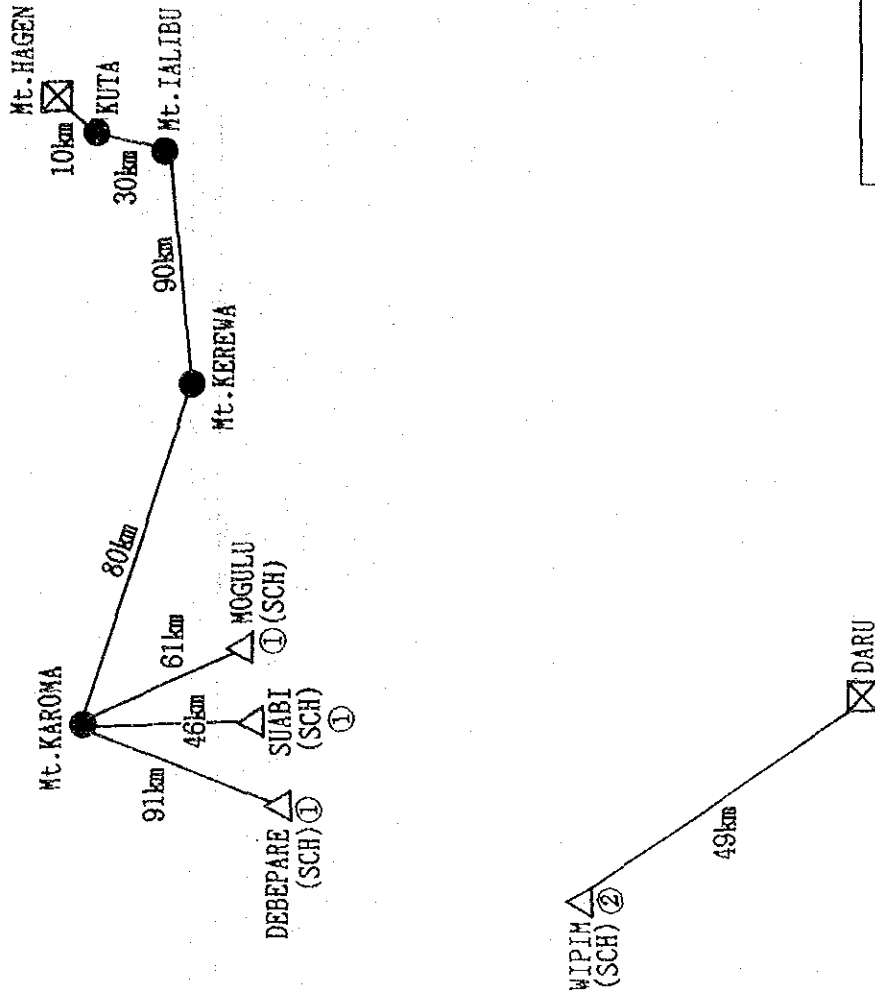 Mt.HAGEN
10km
KUTA
30km
Mt.IALIBU
90km
Mt.KEREWA
80km
Mt.KAROMA
61km
MOGULU
①(SCH)
46km
SUABI
(SCH)
①
91km
DEBEPARE
(SCH)①
WIPIM
(SCH)②
49km
DARU